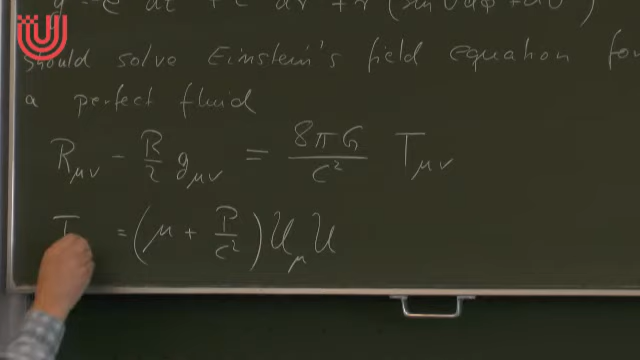 should solve Einstein's field equation for
a perfect fluid
R_μν - R/2 g_μν = 8πG/c² T_μν
T = (μ + P/c²) U_μ U